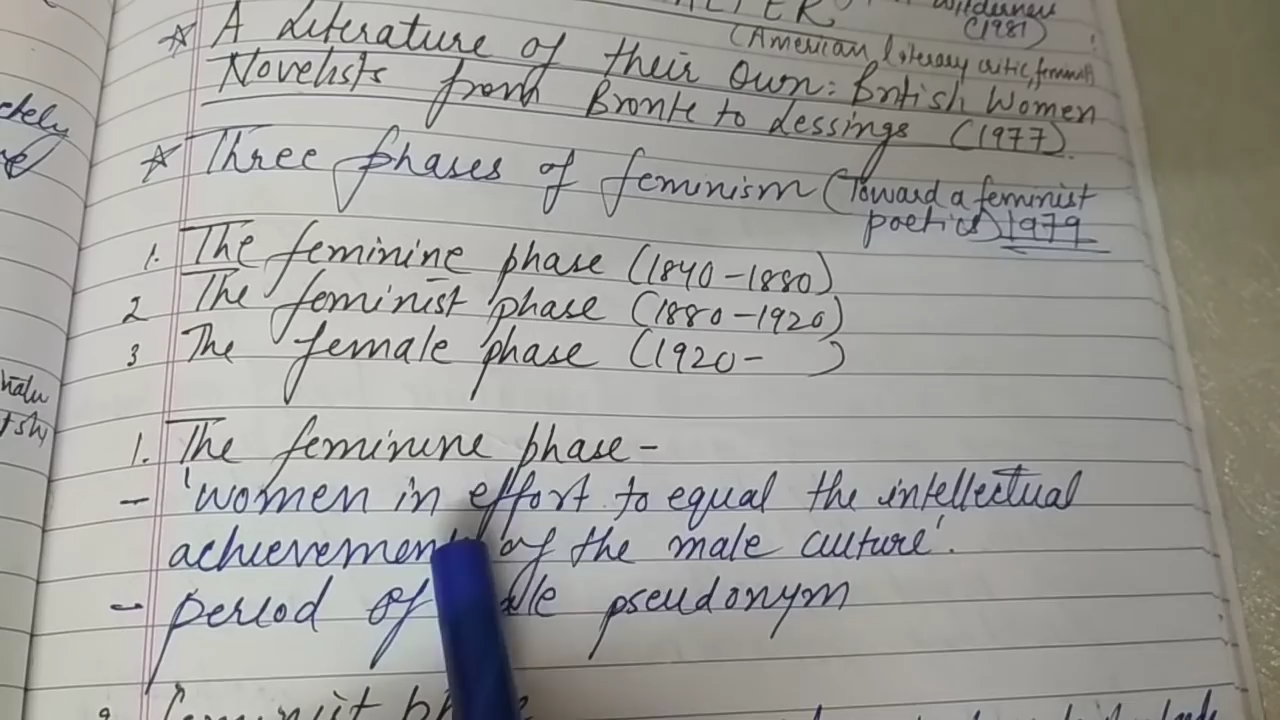 Wilderness
(1981)
(American literary critic, feminist)
☆ A Literature of their own: British Women
Novelists from Bronte to Lessings (1977)
☆ Three phases of feminism (Toward a feminist
poetics) 1979
1. The feminine phase (1840-1880)
2 The feminist phase (1880-1920)
3 The female phase (1920- )
1. The feminine phase -
- 'women in effort to equal the intellectual
achievement of the male culture'.
- period of pseudonym